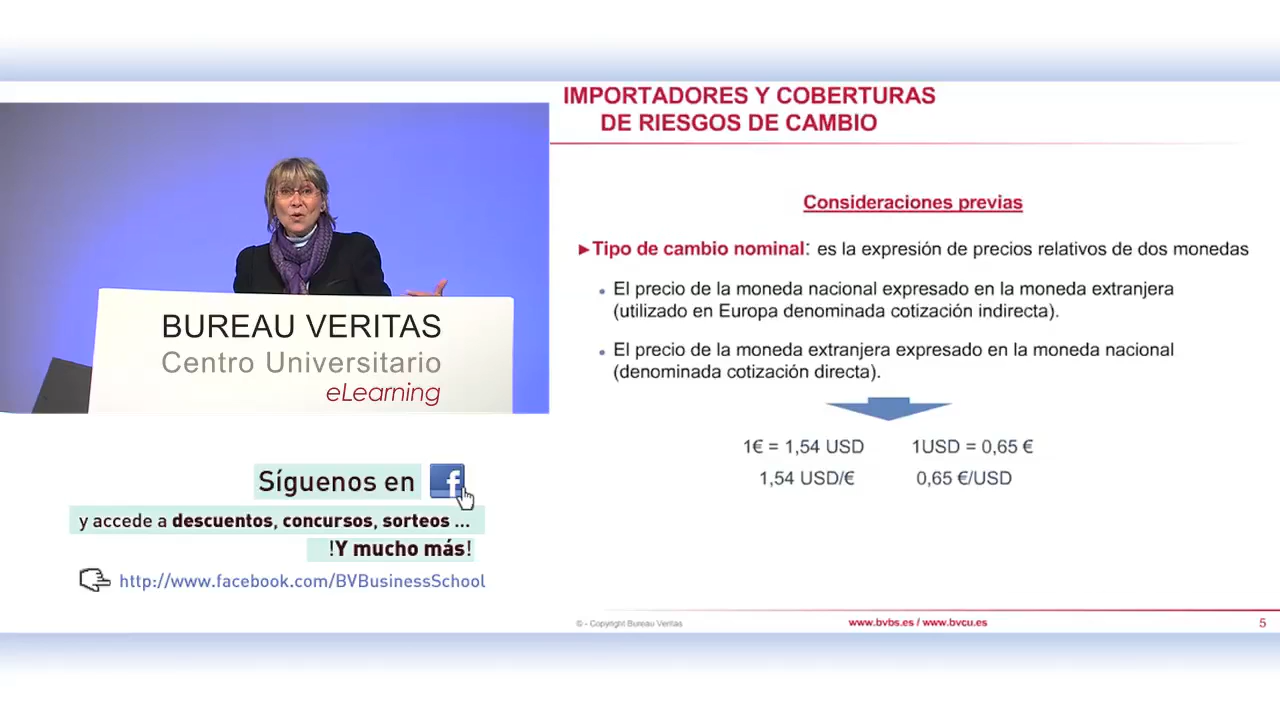 IMPORTADORES Y COBERTURAS
DE RIESGOS DE CAMBIO
BUREAU VERITAS
Centro Universitario
eLearning
Síguenos en f
y accede a descuentos, concursos, sorteos ...
!Y mucho más!
http://www.facebook.com/BVBusinessSchool
Consideraciones previas
►Tipo de cambio nominal: es la expresión de precios relativos de dos monedas
• El precio de la moneda nacional expresado en la moneda extranjera
(utilizado en Europa denominada cotización indirecta).
• El precio de la moneda extranjera expresado en la moneda nacional
(denominada cotización directa).
1€ = 1,54 USD 1USD = 0,65 €
1,54 USD/€ 0,65 €/USD
© - Copyright Bureau Veritas
www.bvbs.es / www.bvcu.es
5